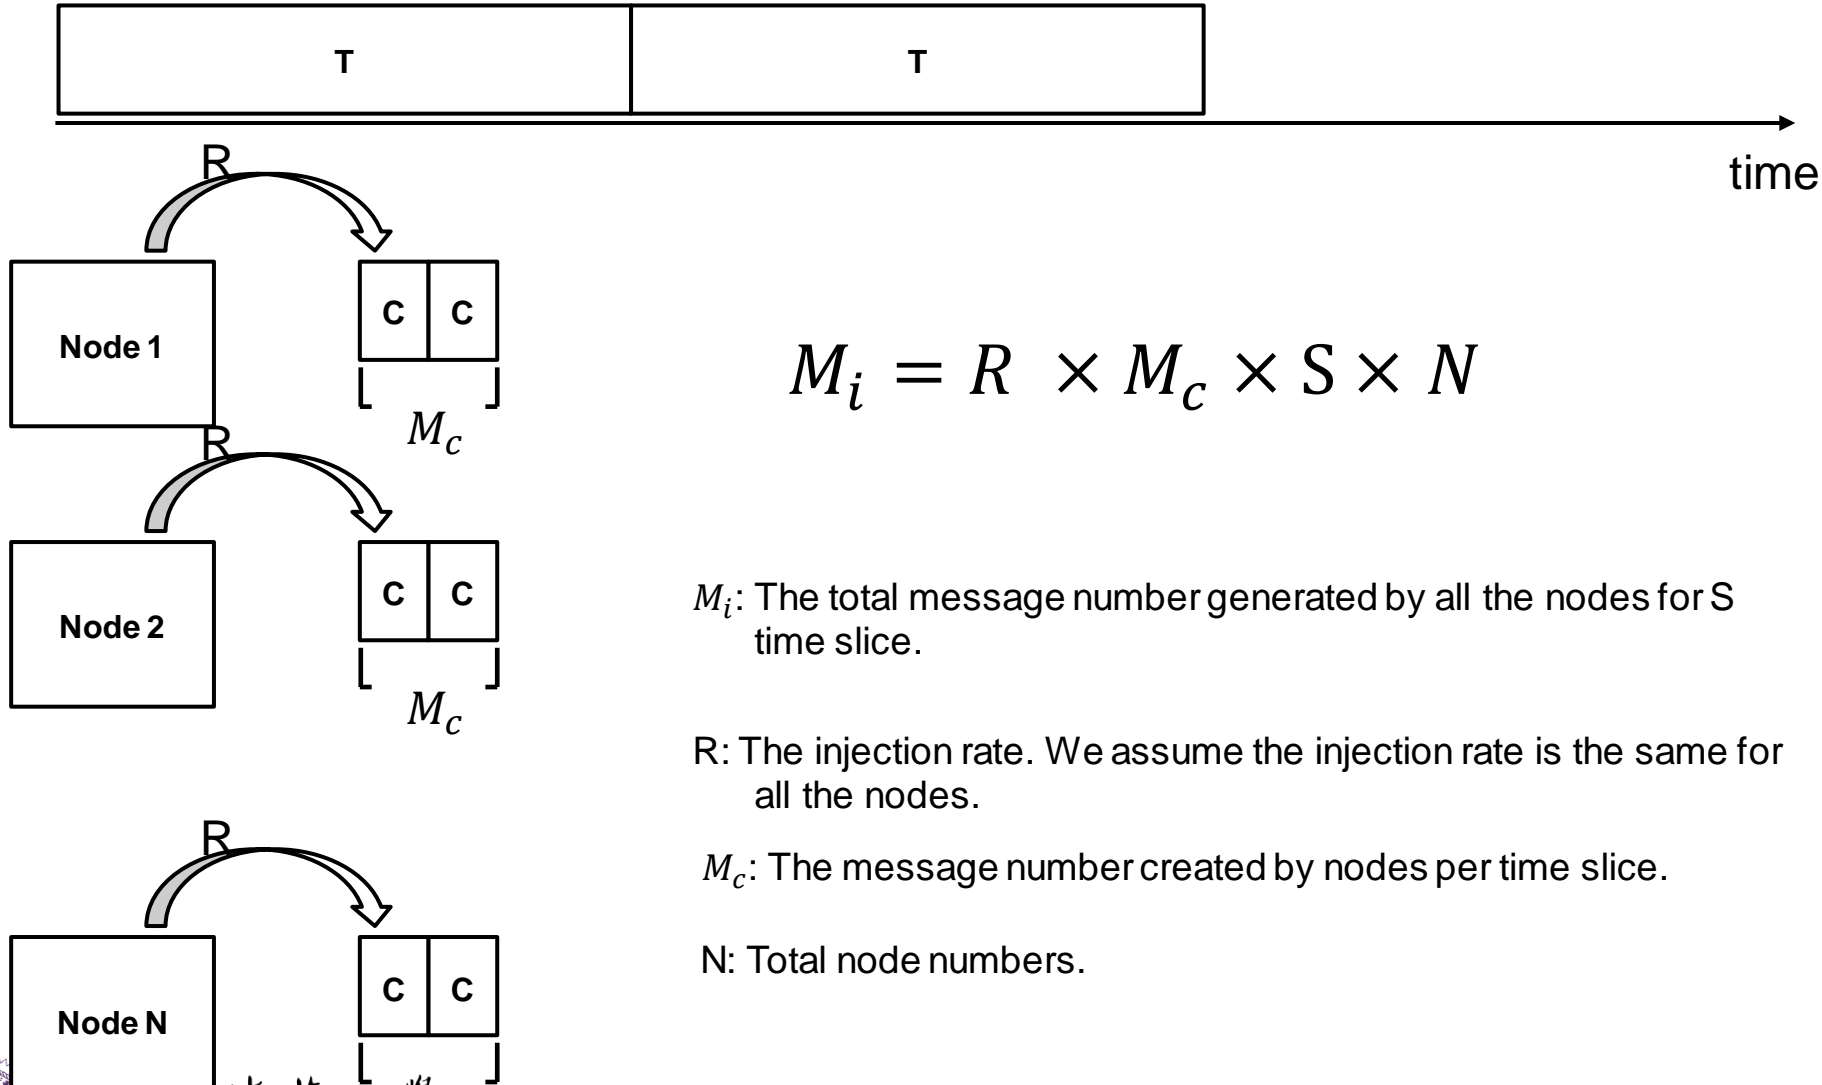 T T
time
R
Node 1
C C
M_c
R
Node 2
C C
M_c
R
Node N
C C
M_i = R × M_c × S × N
M_i: The total message number generated by all the nodes for S
time slice.
R: The injection rate. We assume the injection rate is the same for
all the nodes.
M_c: The message number created by nodes per time slice.
N: Total node numbers.